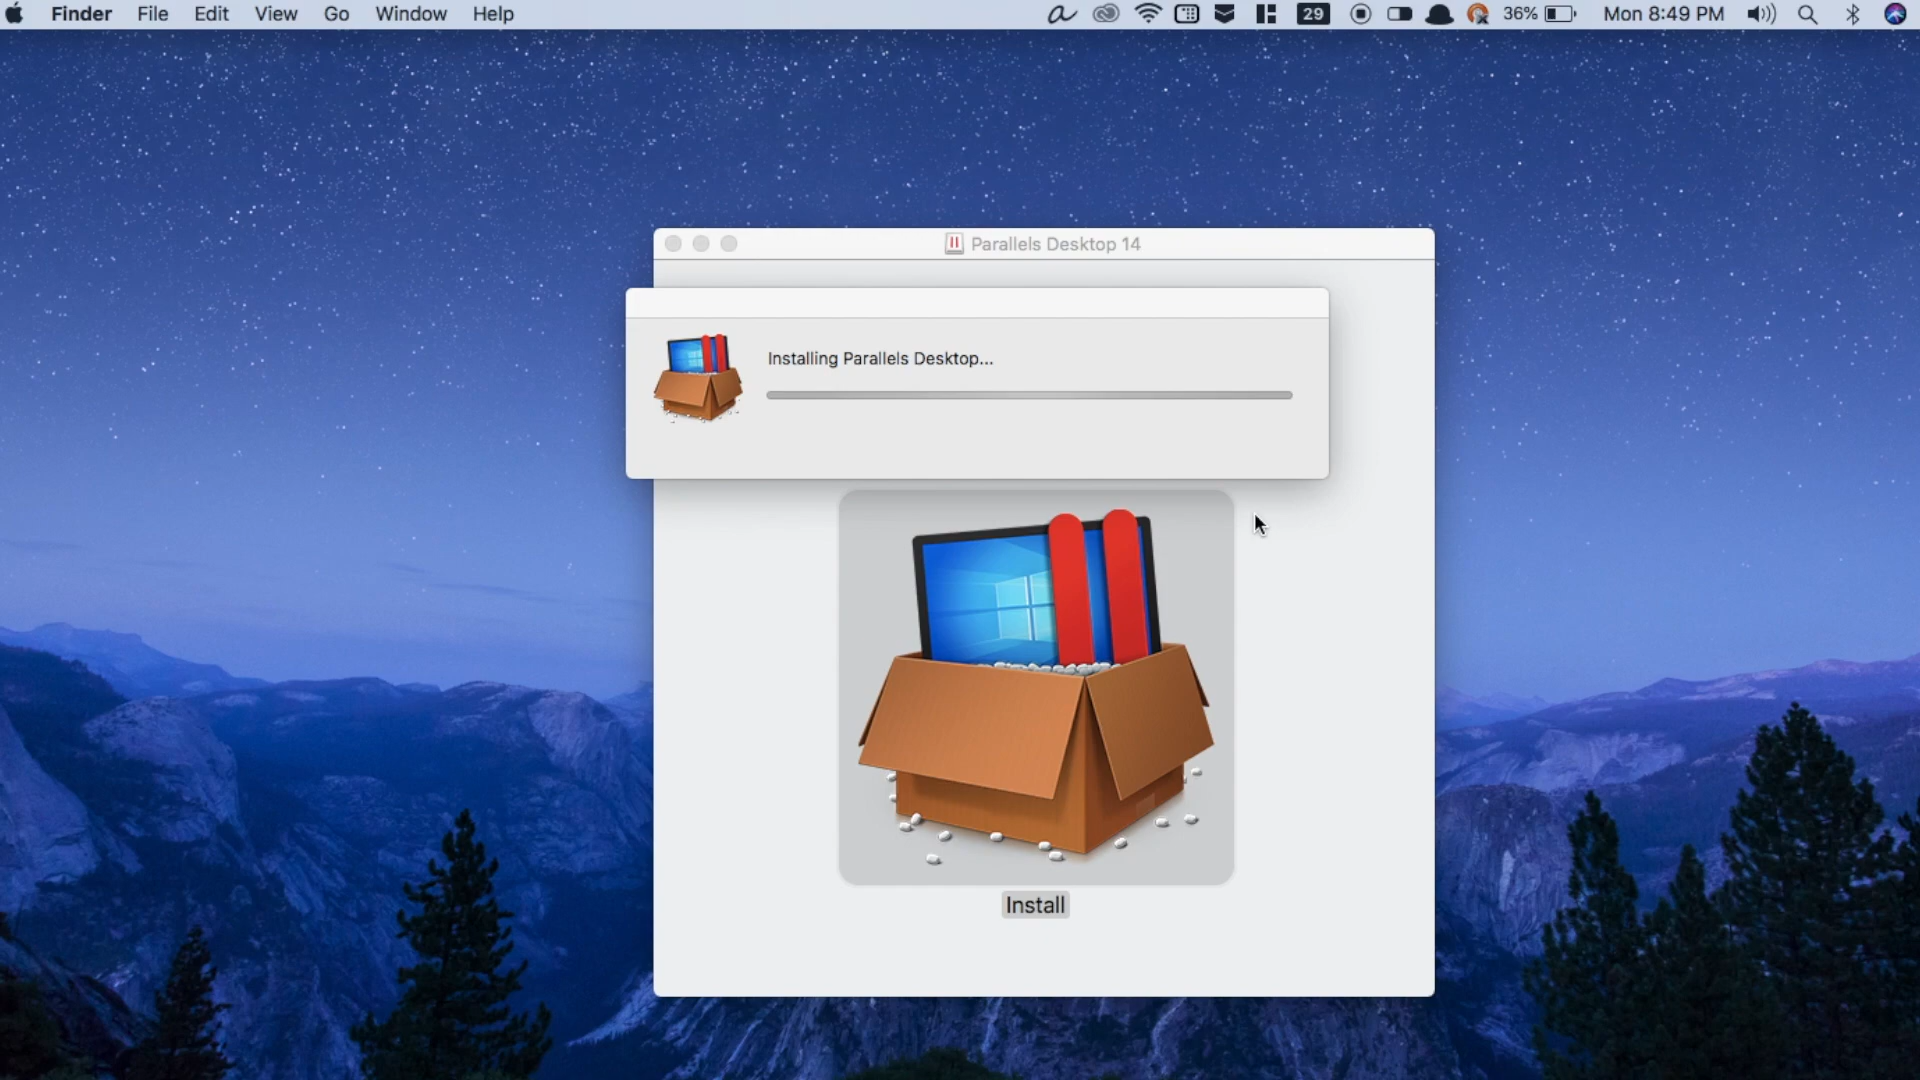 Finder File Edit View Go Window Help 29 36% Mon 8:49 PM
Parallels Desktop 14
Installing Parallels Desktop...
Install